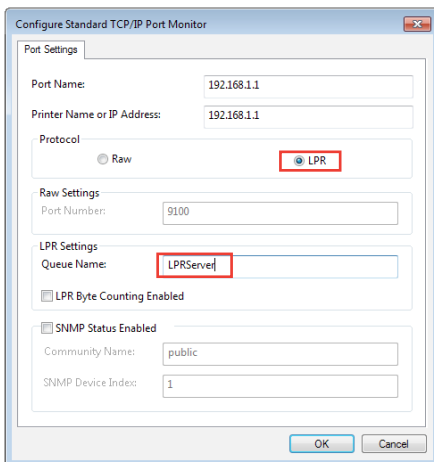 Configure Standard TCP/IP Port Monitor
Port Settings
Port Name: 192.168.1.1
Printer Name or IP Address: 192.168.1.1
Protocol
Raw LPR
Raw Settings
Port Number: 9100
LPR Settings
Queue Name: LPRServer
LPR Byte Counting Enabled
SNMP Status Enabled
Community Name: public
SNMP Device Index: 1
OK Cancel